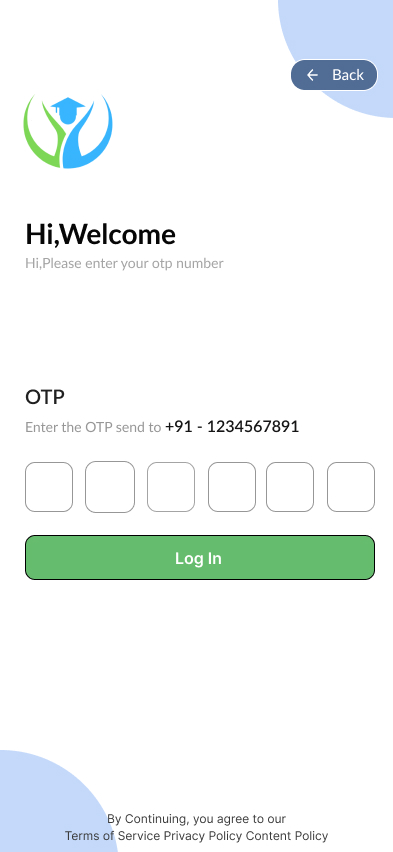 Back
Hi,Welcome
Hi,Please enter your otp number
OTP
Enter the OTP send to +91 - 1234567891
Log In
By Continuing, you agree to our
Terms of Service Privacy Policy Content Policy